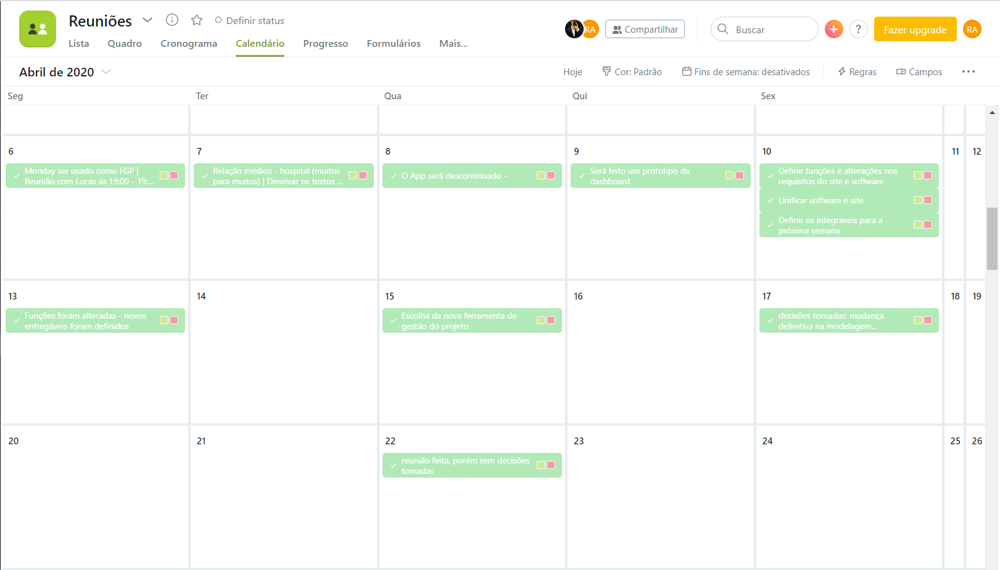 Reuniões
Definir status
RA
Compartilhar
Buscar
?
Fazer upgrade
RA
Lista Quadro Cronograma Calendário Progresso Formulários Mais...
Abril de 2020
Hoje Cor: Padrão Fins de semana: desativados Regras Campos
Seg Ter Qua Qui Sex
6 7 8 9 10 11 12
Monday ser usado como FGP |
Reunião com Lucas ás 19:00 - 19:...
Relação médico - hospital (muitos
para muitos) | Diminuir os textos ...
O App será descontinuado -
Será feito um prototipo da
dashboard
Definir funções e alterações nos
requisitos do site e software
Unificar software e site
Definir os integraveis para a
próxima semana
13 14 15 16 17 18 19
Funções foram alteradas - novos
entregáveis foram definidos
Escolha da nova ferramenta de
gestão do projeto
decisões tomadas: mudança
definitiva na modelagem...
20 21 22 23 24 25 26
reunião feita, porém sem decisões
tomadas